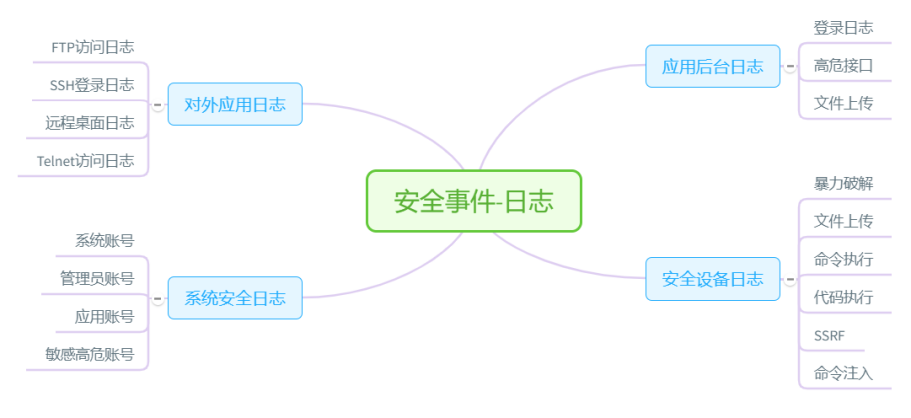 安全事件-日志
对外应用日志
FTP访问日志
SSH登录日志
远程桌面日志
Telnet访问日志
系统安全日志
系统账号
管理员账号
应用账号
敏感高危账号
应用后台日志
登录日志
高危接口
文件上传
安全设备日志
暴力破解
文件上传
命令执行
代码执行
SSRF
命令注入